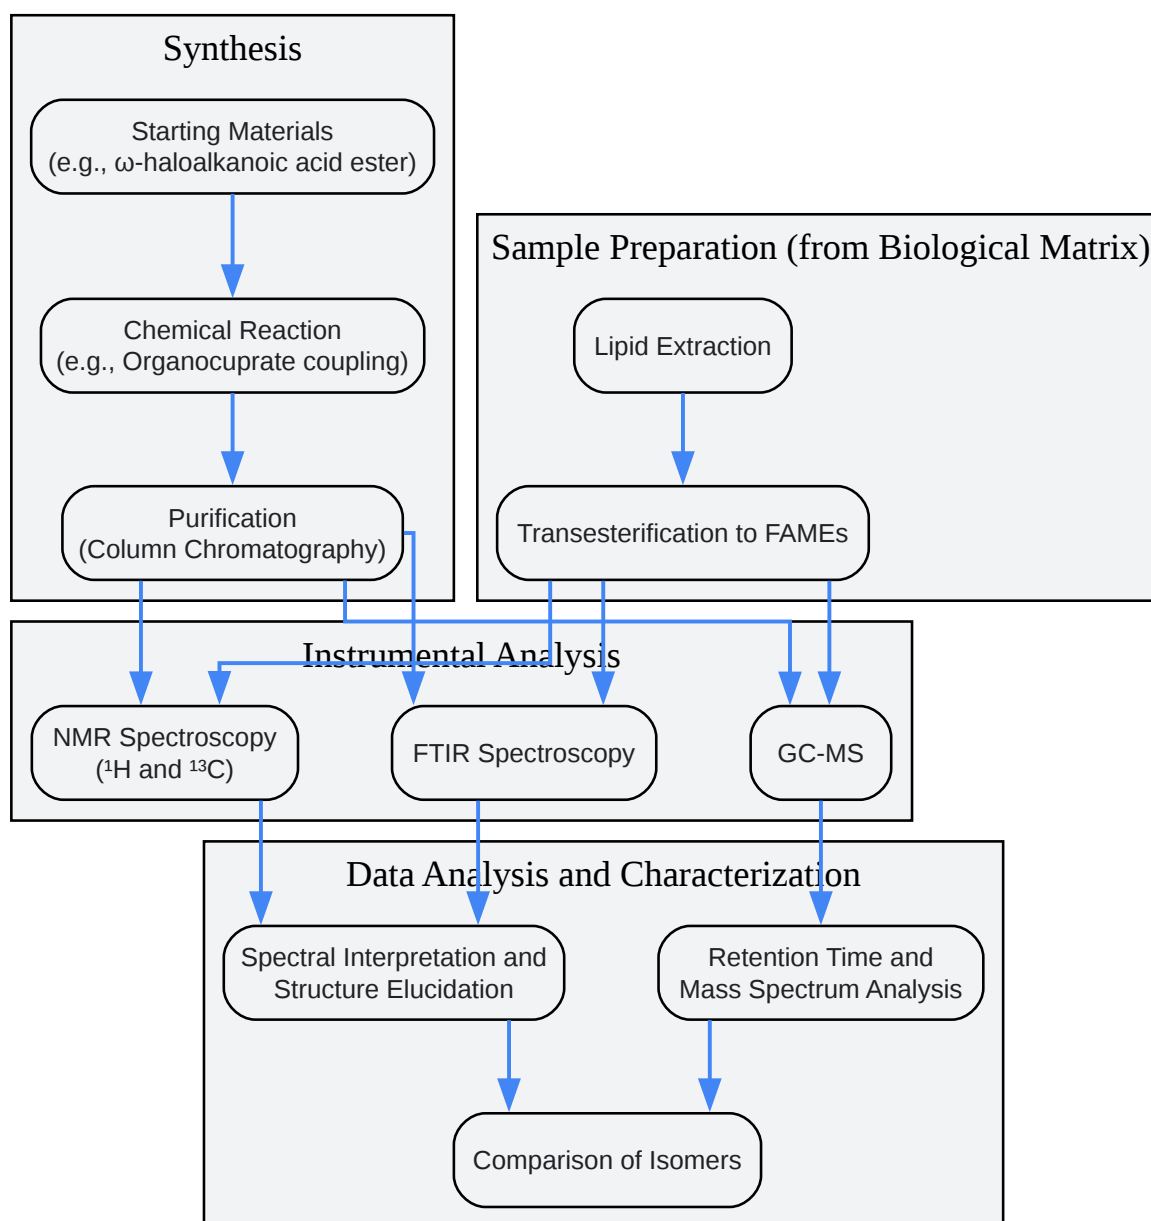 Synthesis
Starting Materials
(e.g., ω-haloalkanoic acid ester)
Chemical Reaction
(e.g., Organocuprate coupling)
Purification
(Column Chromatography)
Sample Preparation (from Biological Matrix)
Lipid Extraction
Transesterification to FAMEs
Instrumental Analysis
NMR Spectroscopy
(¹H and ¹³C)
FTIR Spectroscopy
GC-MS
Data Analysis and Characterization
Spectral Interpretation and
Structure Elucidation
Retention Time and
Mass Spectrum Analysis
Comparison of Isomers